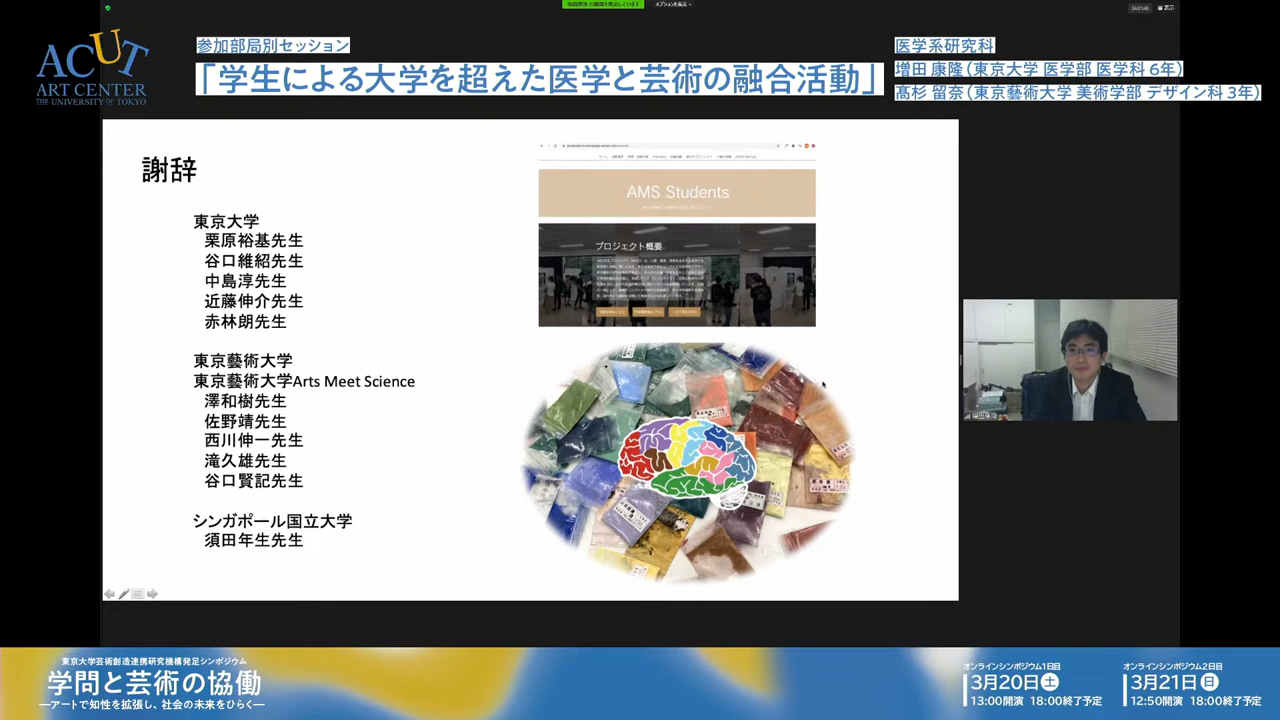 オプションを表示
表示
ACUT
ART CENTER
THE UNIVERSITY OF TOKYO
参加部局別セッション
「学生による大学を超えた医学と芸術の融合活動」
医学系研究科
増田 康隆（東京大学 医学部 医学科 6年）
髙杉 留奈（東京藝術大学 美術学部 デザイン科 3年）
謝辞
東京大学
栗原裕基先生
谷口維紹先生
中島淳先生
近藤伸介先生
赤林朗先生
東京藝術大学
東京藝術大学Arts Meet Science
澤和樹先生
佐野靖先生
西川伸一先生
滝久雄先生
谷口賢記先生
シンガポール国立大学
須田年生先生
AMS Students
プロジェクト概要
東京大学芸術創造連携研究機構発足シンポジウム
学問と芸術の協働
―アートで知性を拡張し、社会の未来をひらく―
オンラインシンポジウム1日目
3月20日 土
13:00開演 18:00終了予定
オンラインシンポジウム2日目
3月21日 日
12:50開演 18:00終了予定